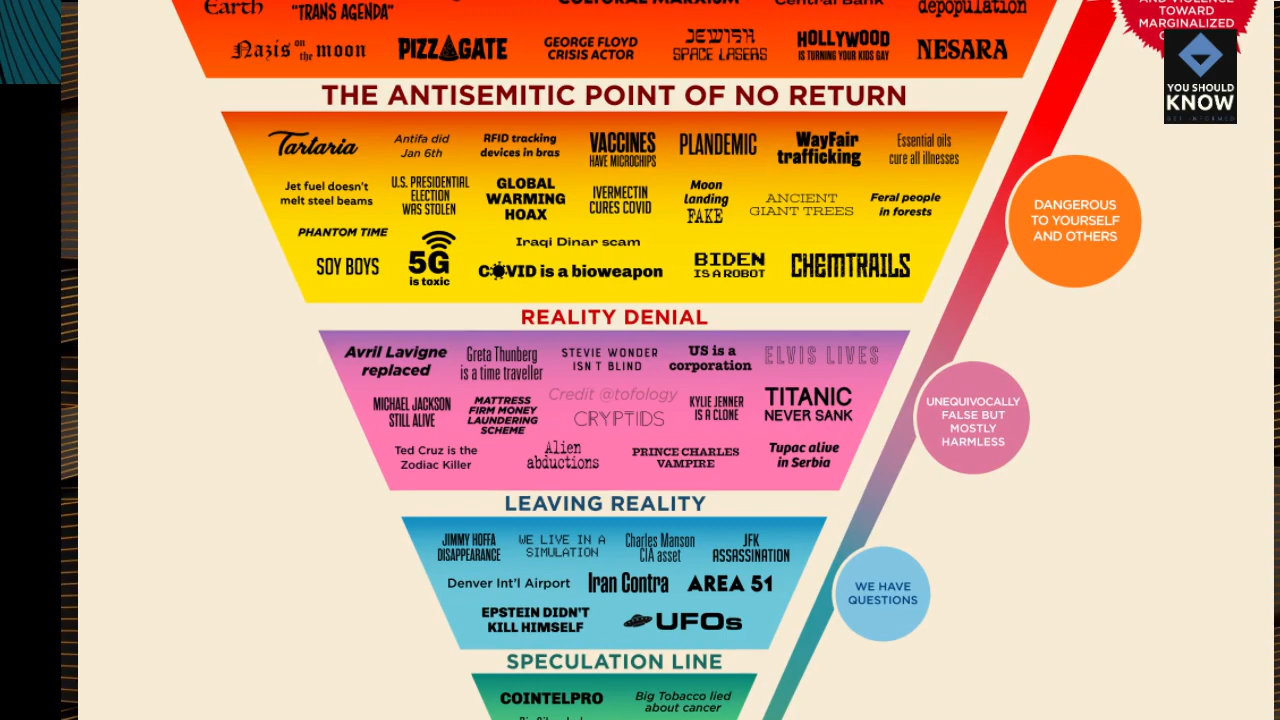 Earth
"TRANS AGENDA"
CULTURAL MARXISM
Central Bank
depopulation
AND VIOLENCE
TOWARD
MARGINALIZED
Nazis on the moon
PIZZAGATE
GEORGE FLOYD
CRISIS ACTOR
JEWISH
SPACE LASERS
HOLLYWOOD
IS TURNING YOUR KIDS GAY
NESARA
YOU SHOULD
KNOW
GET INFORMED
THE ANTISEMITIC POINT OF NO RETURN
Tartaria
Antifa did
Jan 6th
RFID tracking
devices in bras
VACCINES
HAVE MICROCHIPS
PLANDEMIC
WayFair
trafficking
Essential oils
cure all illnesses
Jet fuel doesn't
melt steel beams
U.S. PRESIDENTIAL
ELECTION
WAS STOLEN
GLOBAL
WARMING
HOAX
IVERMECTIN
CURES COVID
Moon
landing
FAKE
ANCIENT
GIANT TREES
Feral people
in forests
PHANTOM TIME
SOY BOYS
5G
is toxic
Iraqi Dinar scam
COVID is a bioweapon
BIDEN
IS A ROBOT
CHEMTRAILS
DANGEROUS
TO YOURSELF
AND OTHERS
REALITY DENIAL
Avril Lavigne
replaced
Greta Thunberg
is a time traveller
STEVIE WONDER
ISN'T BLIND
US is a
corporation
ELVIS LIVES
MICHAEL JACKSON
STILL ALIVE
MATTRESS
FIRM MONEY
LAUNDERING
SCHEME
Credit @tofology
CRYPTIDS
KYLIE JENNER
IS A CLONE
TITANIC
NEVER SANK
Ted Cruz is the
Zodiac Killer
Alien
abductions
PRINCE CHARLES
VAMPIRE
Tupac alive
in Serbia
UNEQUIVOCALLY
FALSE BUT
MOSTLY
HARMLESS
LEAVING REALITY
JIMMY HOFFA
DISAPPEARANCE
WE LIVE IN A
SIMULATION
Charles Manson
CIA asset
JFK
ASSASSINATION
Denver Int'l Airport
Iran Contra
AREA 51
EPSTEIN DIDN'T
KILL HIMSELF
UFOs
WE HAVE
QUESTIONS
SPECULATION LINE
COINTELPRO
Big Tobacco lied
about cancer